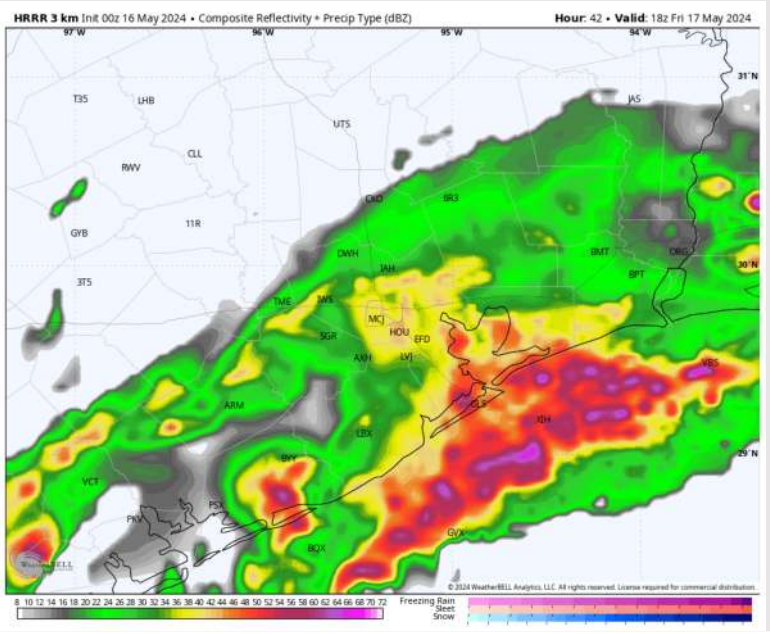 HRRR 3 km Init 00z 16 May 2024 • Composite Reflectivity + Precip Type (dBZ) Hour: 42 • Valid: 18z Fri 17 May 2024
97°W 96°W 95°W 94°W
31°N
T35 LHB JAS
UTS
CLL
RWV
CXO 6R3
11R
GYB
DWH BMT ORG
IAH 30°N
BPT
3T5
TME IWS
MCJ
HOU
SGR EFD
AXH LVJ
VBS
ARM GLS
XIH
LBX
BYY 29°N
VCT
PSX
PKV
GVX
BQX
WeatherBELL
© 2024 WeatherBELL Analytics, LLC. All rights reserved. License required for commercial distribution.
8 10 12 14 16 18 20 22 24 26 28 30 32 34 36 38 40 42 44 46 48 50 52 54 56 58 60 62 64 66 68 70 72
Freezing Rain
Sleet
Snow